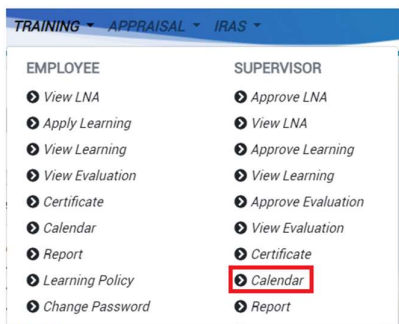 TRAINING APPRAISAL IRAS
EMPLOYEE
View LNA
Apply Learning
View Learning
View Evaluation
Certificate
Calendar
Report
Learning Policy
Change Password
SUPERVISOR
Approve LNA
View LNA
Approve Learning
View Learning
Approve Evaluation
View Evaluation
Certificate
Calendar
Report